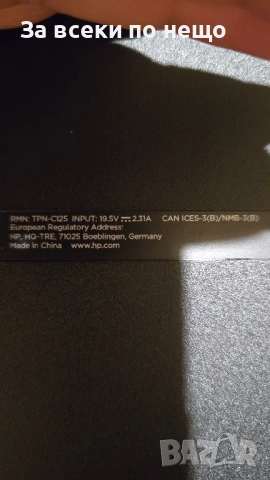 За всеки по нещо
RMN: TPN-C125 INPUT: 19.5V⎓2.31A CAN ICES-3(B)/NMB-3(B)
European Regulatory Address:
HP, HQ-TRE, 71025 Boeblingen, Germany
Made in China www.hp.com
BAZAR